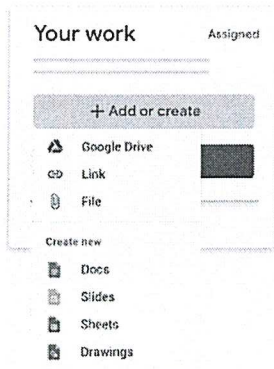 Your work
Assigned
+ Add or create
Google Drive
Link
File
Create new
Docs
Slides
Sheets
Drawings